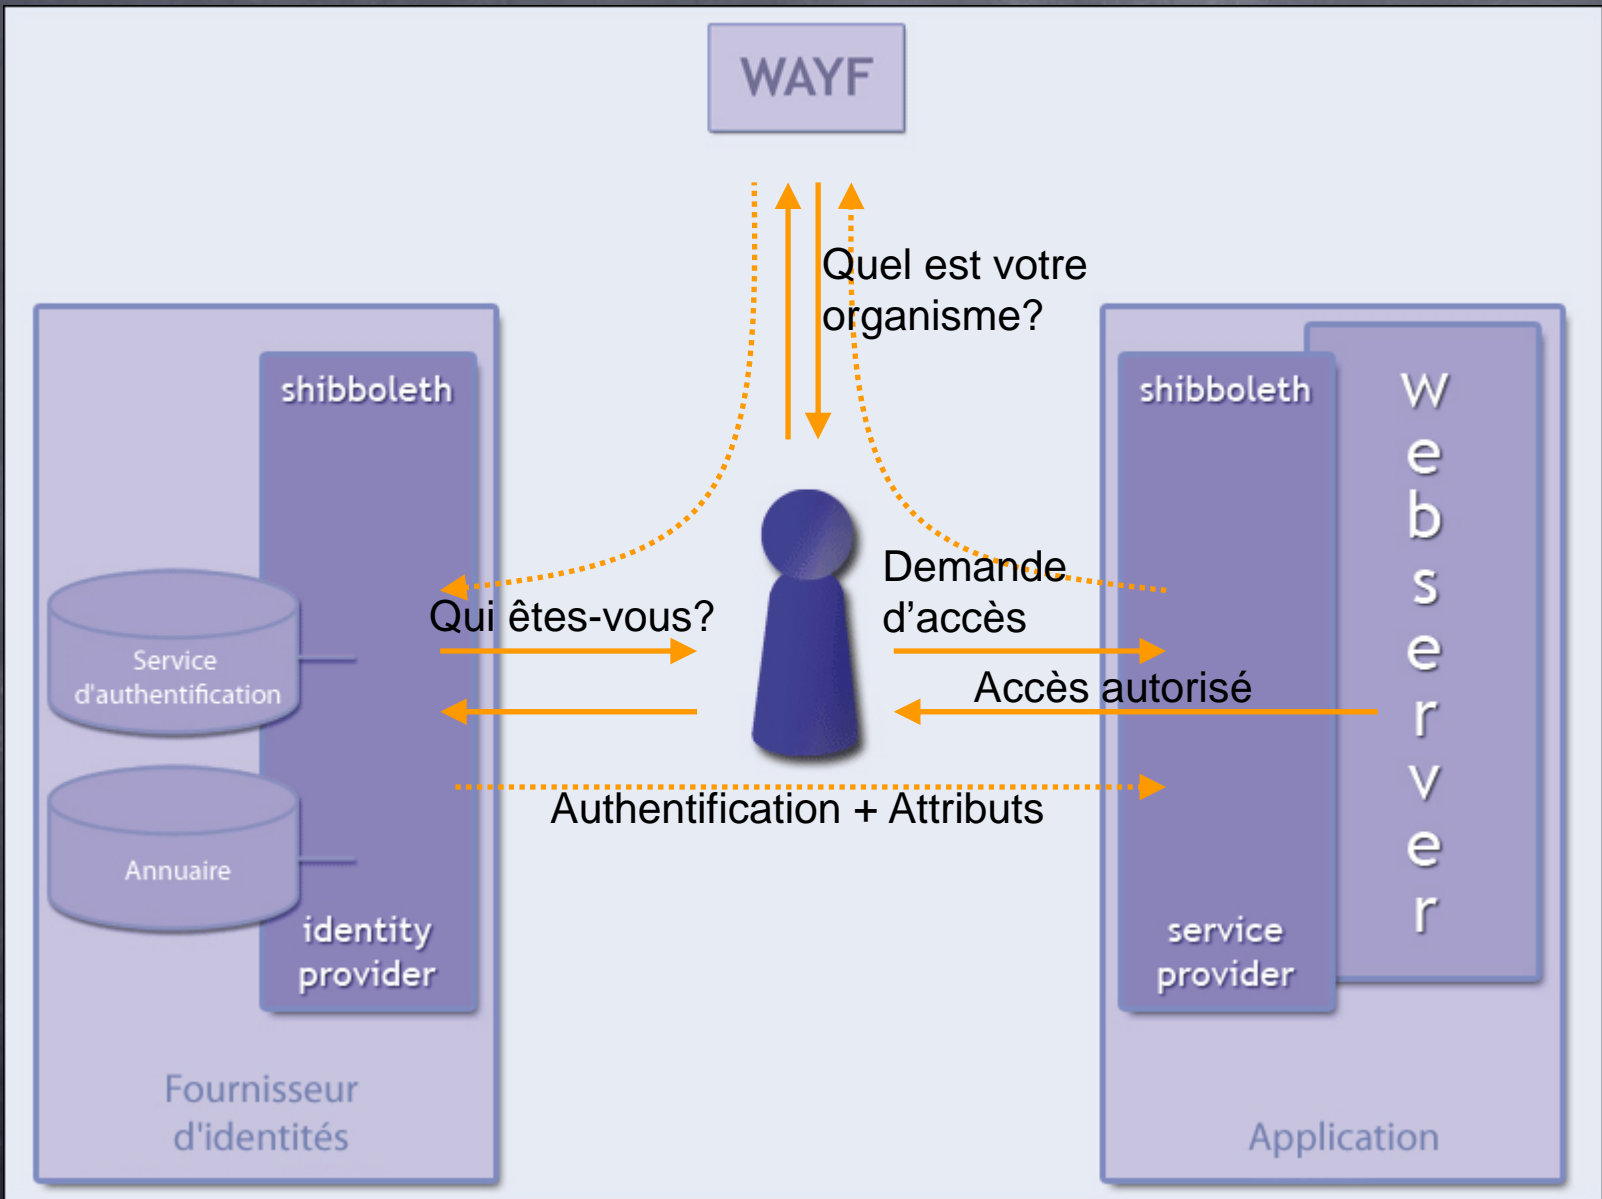 WAYF
Quel est votre
organisme?
shibboleth
shibboleth
Webserver
Demande
d'accès
Qui êtes-vous?
Service
d'authentification
Accès autorisé
Authentification + Attributs
Annuaire
identity
provider
service
provider
Fournisseur
d'identités
Application